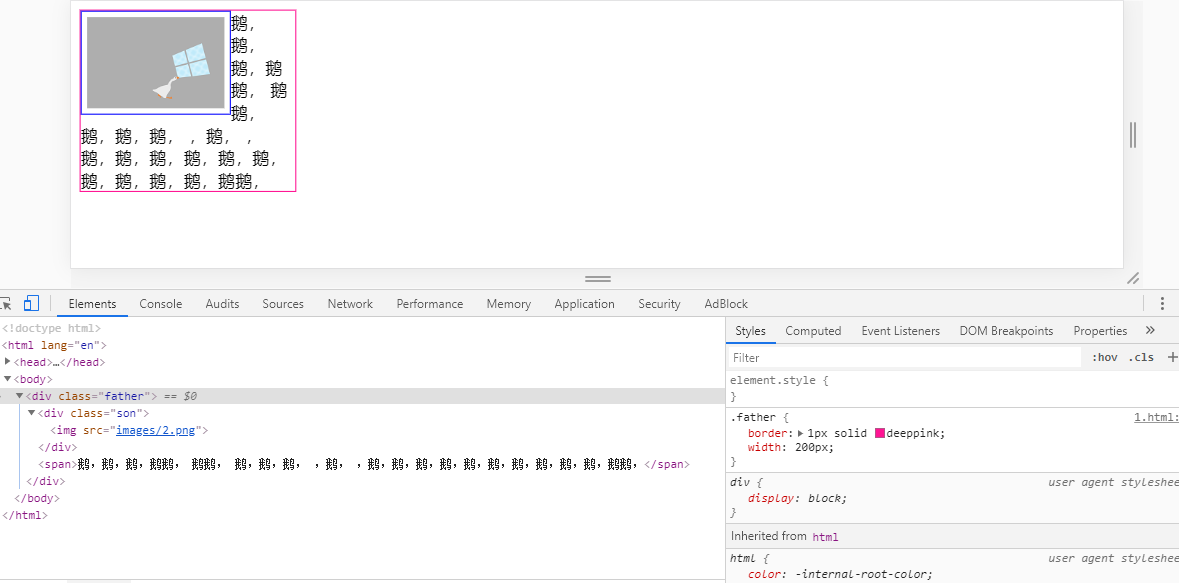 鹅，
鹅，
鹅，鹅
鹅， 鹅
鹅，
鹅，鹅，鹅， ，鹅， ，
鹅，鹅，鹅，鹅，鹅，鹅，
鹅，鹅，鹅，鹅，鹅鹅，
Elements Console Audits Sources Network Performance Memory Application Security AdBlock
<!doctype html>
<html lang="en">
<head>…</head>
<body>
<div class="father"> == $0
<div class="son">
<img src="images/2.png">
</div>
<span>鹅，鹅，鹅，鹅鹅， 鹅鹅， 鹅，鹅，鹅， ，鹅， ，鹅，鹅，鹅，鹅，鹅，鹅，鹅，鹅，鹅，鹅，鹅鹅，</span>
</div>
</body>
</html>
Styles Computed Event Listeners DOM Breakpoints Properties »
Filter :hov .cls +
element.style {
}
.father { 1.html:
border: 1px solid deeppink;
width: 200px;
}
div { user agent styleshee
display: block;
}
Inherited from html
html { user agent styleshee
color: -internal-root-color;